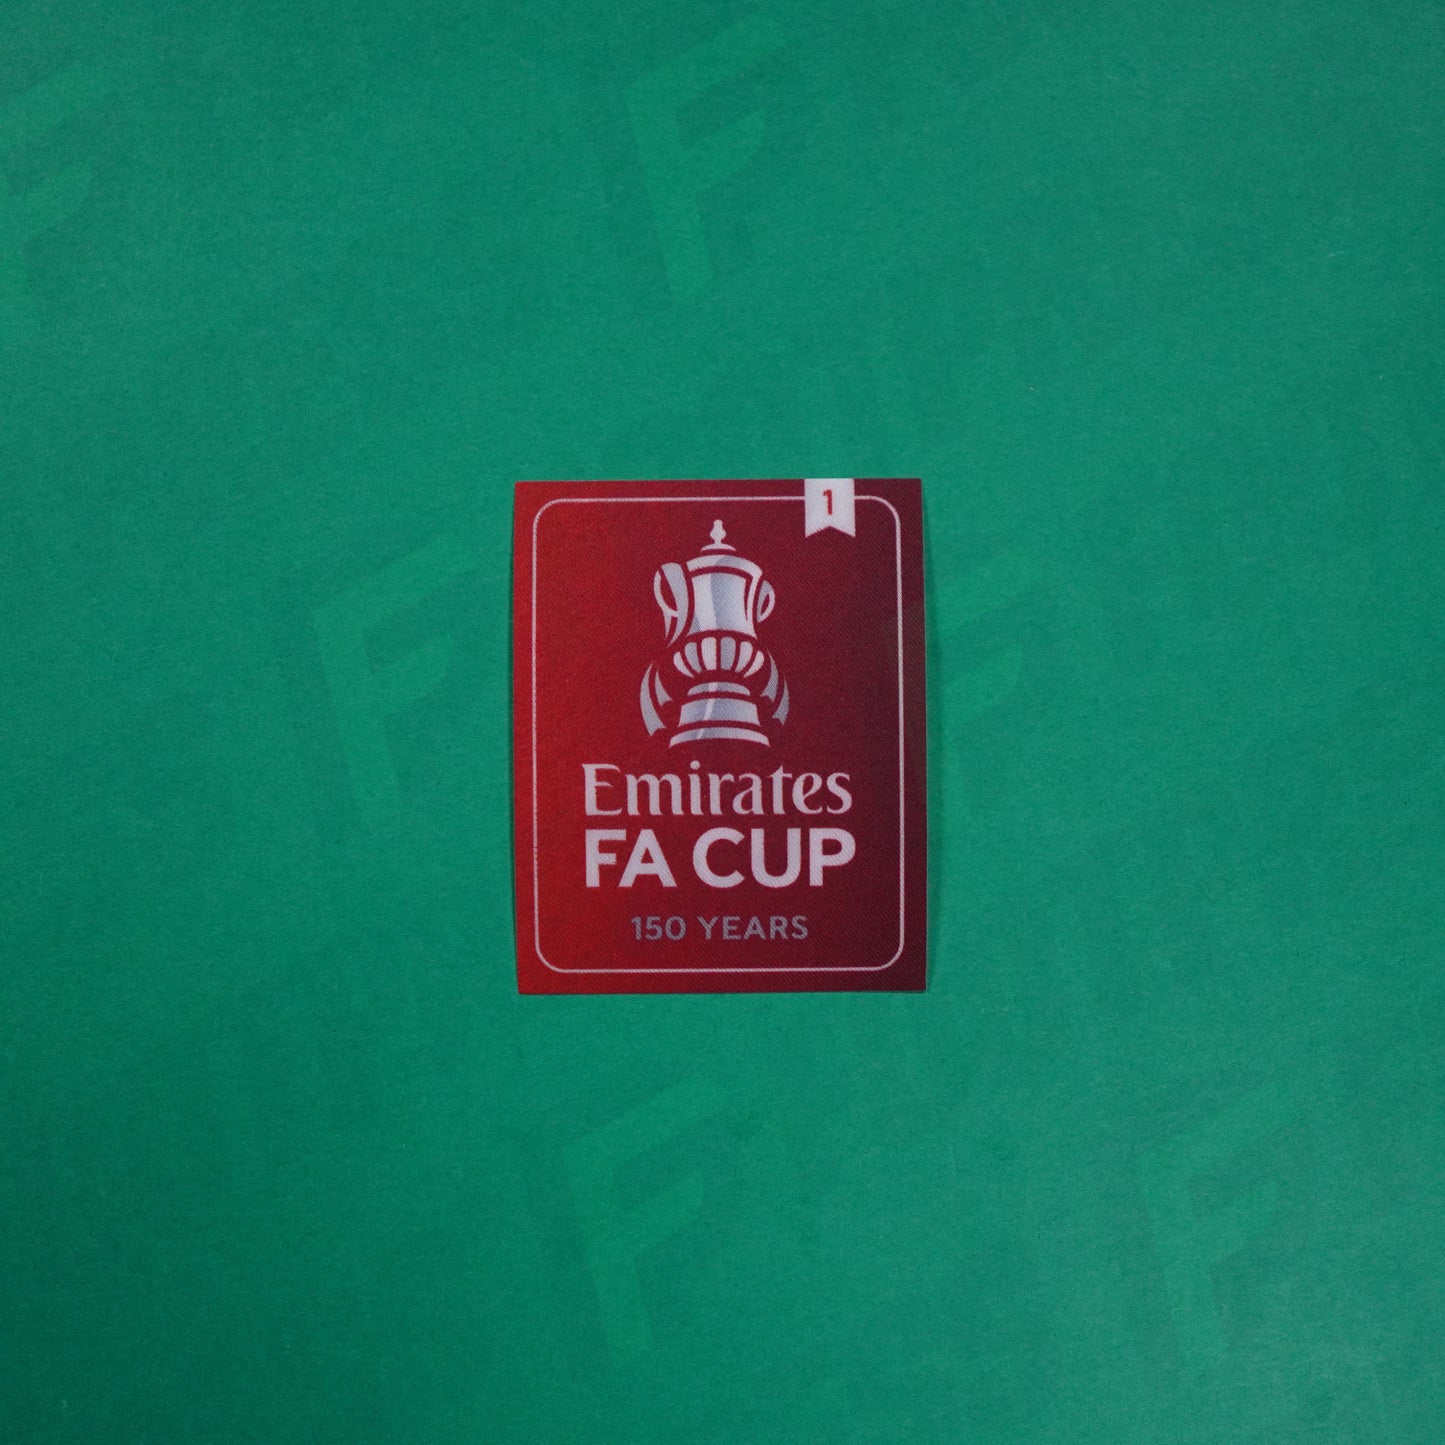 1
Emirates
FA CUP
150 YEARS